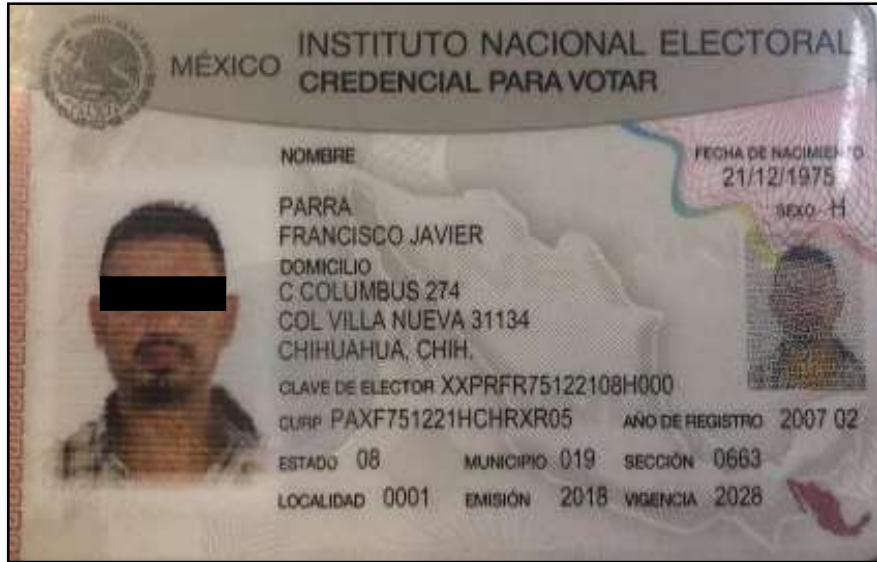 MÉXICO INSTITUTO NACIONAL ELECTORAL
CREDENCIAL PARA VOTAR
NOMBRE
PARRA
FRANCISCO JAVIER
FECHA DE NACIMIENTO
21/12/1975
SEXO H
DOMICILIO
C COLUMBUS 274
COL VILLA NUEVA 31134
CHIHUAHUA, CHIH.
CLAVE DE ELECTOR XXPRFR75122108H000
CURP PAXF751221HCHRXR05 AÑO DE REGISTRO 2007 02
ESTADO 08 MUNICIPIO 019 SECCIÓN 0663
LOCALIDAD 0001 EMISIÓN 2018 VIGENCIA 2028